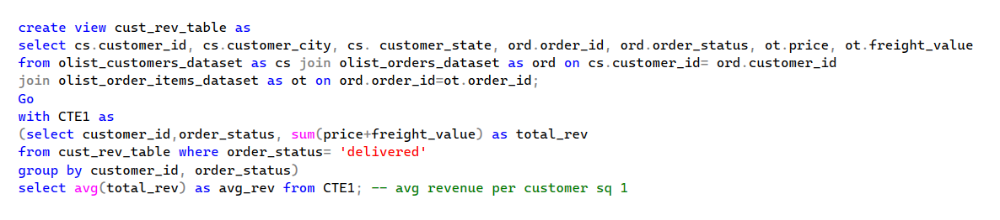 create view cust_rev_table as
select cs.customer_id, cs.customer_city, cs. customer_state, ord.order_id, ord.order_status, ot.price, ot.freight_value
from olist_customers_dataset as cs join olist_orders_dataset as ord on cs.customer_id= ord.customer_id
join olist_order_items_dataset as ot on ord.order_id=ot.order_id;
Go
with CTE1 as
(select customer_id,order_status, sum(price+freight_value) as total_rev
from cust_rev_table where order_status= 'delivered'
group by customer_id, order_status)
select avg(total_rev) as avg_rev from CTE1; -- avg revenue per customer sq 1